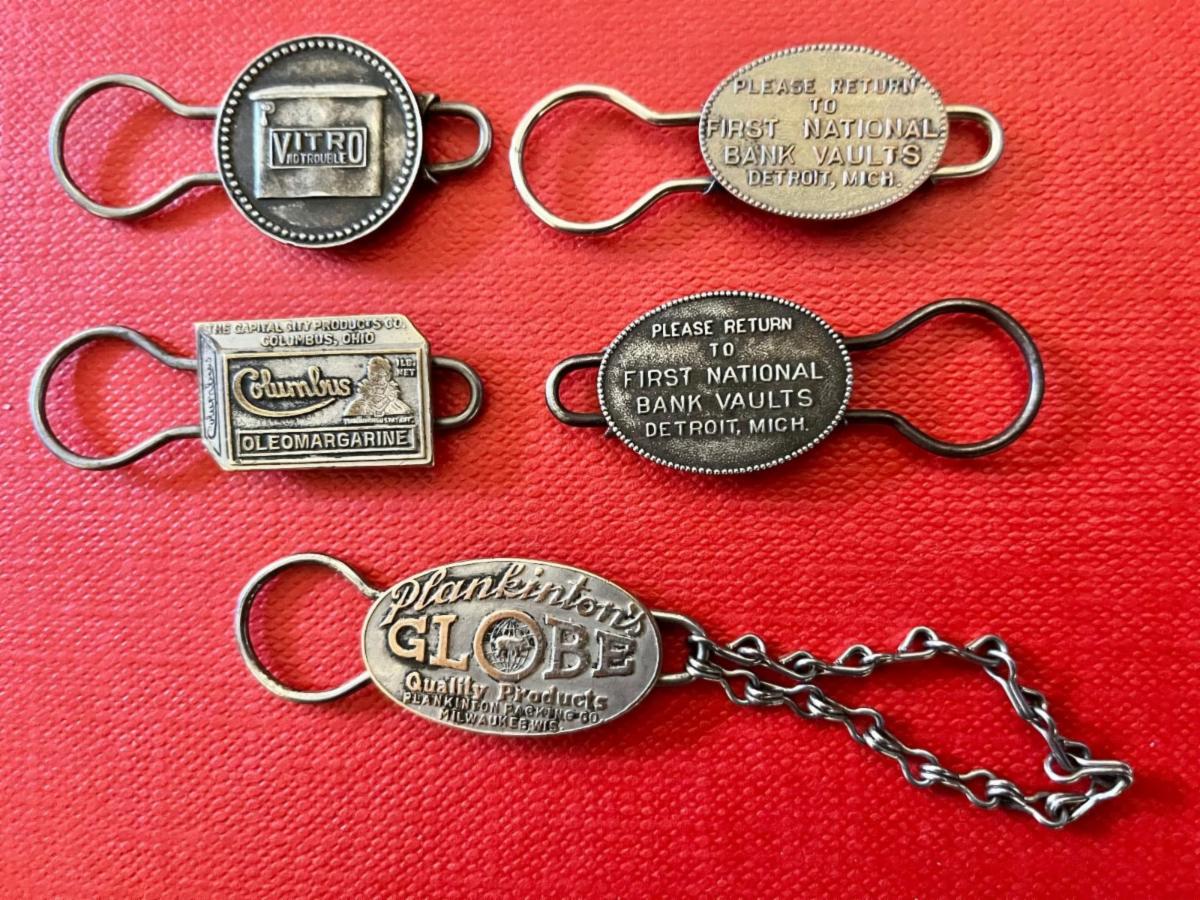 VITRO
NO TROUBLE
PLEASE RETURN
TO
FIRST NATIONAL
BANK VAULTS
DETROIT, MICH.
THE CAPITAL CITY PRODUCTS CO.
COLUMBUS, OHIO
Columbus
Columbus
1 LB.
NET
OLEOMARGARINE
PLEASE RETURN
TO
FIRST NATIONAL
BANK VAULTS
DETROIT, MICH.
Plankinton's
GLOBE
Quality Products
PLANKINTON PACKING CO.
MILWAUKEE WIS.